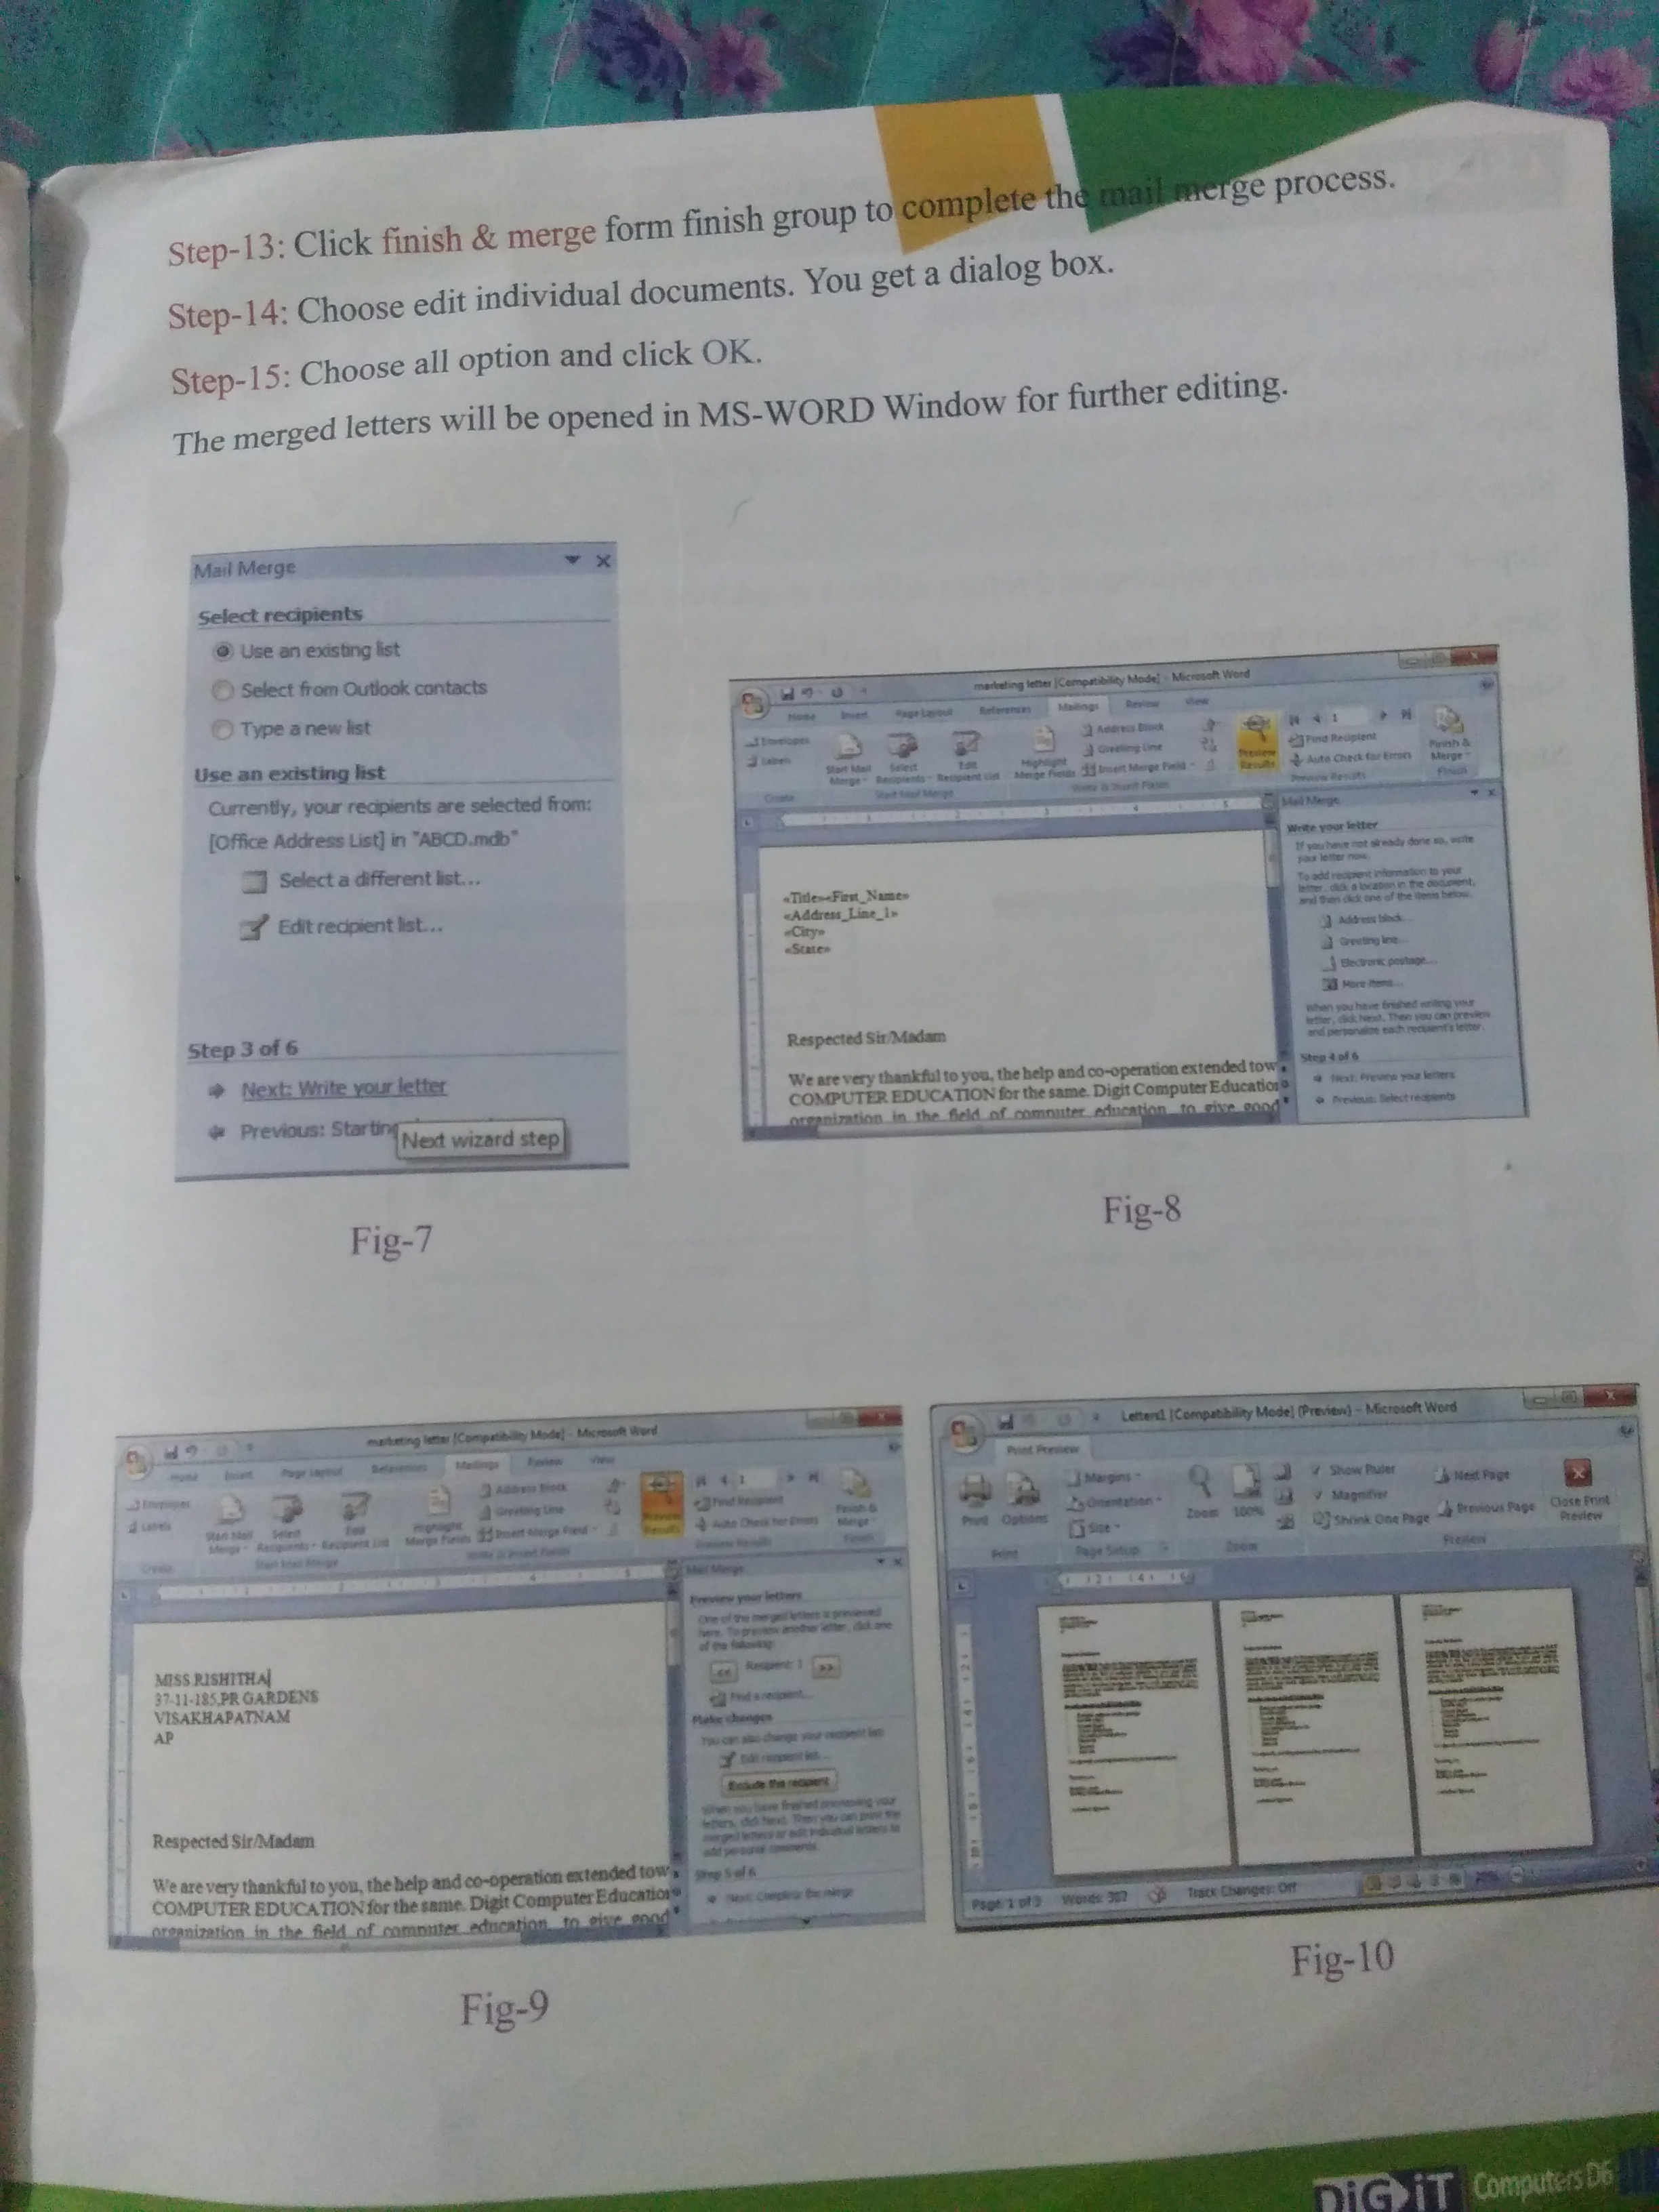 Step-13: Click finish & merge form finish group to complete the mail merge process.
Step-14: Choose edit individual documents. You get a dialog box.
Step-15: Choose all option and click OK.
The merged letters will be opened in MS-WORD Window for further editing.
Mail Merge
Select recipients
Use an existing list
Select from Outlook contacts
Type a new list
Use an existing list
Currently, your recipients are selected from:
[Office Address List] in "ABCD.mdb"
Select a different list...
Edit recipient list...
Step 3 of 6
Next: Write your letter
Previous: Starting
Next wizard step
Fig-7
marketing letter [Compatibility Mode] - Microsoft Word
Home Insert Page Layout References Mailings Review View
Envelopes
Labels
Start Mail Merge
Select Recipients
Edit Recipient List
Highlight Merge Fields
Address Block
Greeting Line
Insert Merge Field
Preview Results
1
Find Recipient
Auto Check for Errors
Finish & Merge
Create Start Mail Merge Write & Insert Fields Preview Results Finish
Mail Merge
Write your letter
If you have not already done so, write
your letter now.
To add recipient information to your
letter, click a location in the document,
and then click one of the items below.
Address block...
Greeting line...
Electronic postage...
More items...
When you have finished writing your
letter, click Next. Then you can preview
and personalize each recipient's letter.
Step 4 of 6
Next: Preview your letters
Previous: Select recipients
«Title»«First_Name»
«Address_Line_1»
«City»
«State»
Respected Sir/Madam
We are very thankful to you, the help and co-operation extended tow
COMPUTER EDUCATION for the same. Digit Computer Education
organization in the field of computer education, to give good
Fig-8
marketing letter [Compatibility Mode] - Microsoft Word
Home Insert Page Layout References Mailings Review View
Envelopes
Labels
Start Mail Merge
Select Recipients
Edit Recipient List
Highlight Merge Fields
Address Block
Greeting Line
Insert Merge Field
Preview Results
1
Find Recipient
Auto Check for Errors
Finish & Merge
Mail Merge
Preview your letters
One of the merged letters is previewed
here. To preview another letter, click one
of the following:
Recipient: 1
Find a recipient...
Make changes
You can also change your recipient list:
Edit recipient list...
Exclude this recipient
When you have finished previewing your
letters, click Next. Then you can print the
merged letters or edit individual letters to
add personal comments.
Step 5 of 6
Next: Complete the merge
MISS.RISHITHA
37-11-185,PR GARDENS
VISAKHAPATNAM
AP
Respected Sir/Madam
We are very thankful to you, the help and co-operation extended tow
COMPUTER EDUCATION for the same. Digit Computer Education
organization in the field of computer education, to give good
Fig-9
Letters1 [Compatibility Mode] (Preview) - Microsoft Word
Print Preview
Print
Options
Margins
Orientation
Size
Zoom
100%
Show Ruler
Magnifier
Shrink One Page
Next Page
Previous Page
Close Print Preview
Print Page Setup Zoom Preview
Page: 1 of 3 Words: 387 Track Changes: Off
Fig-10
DiGiT Computers D6